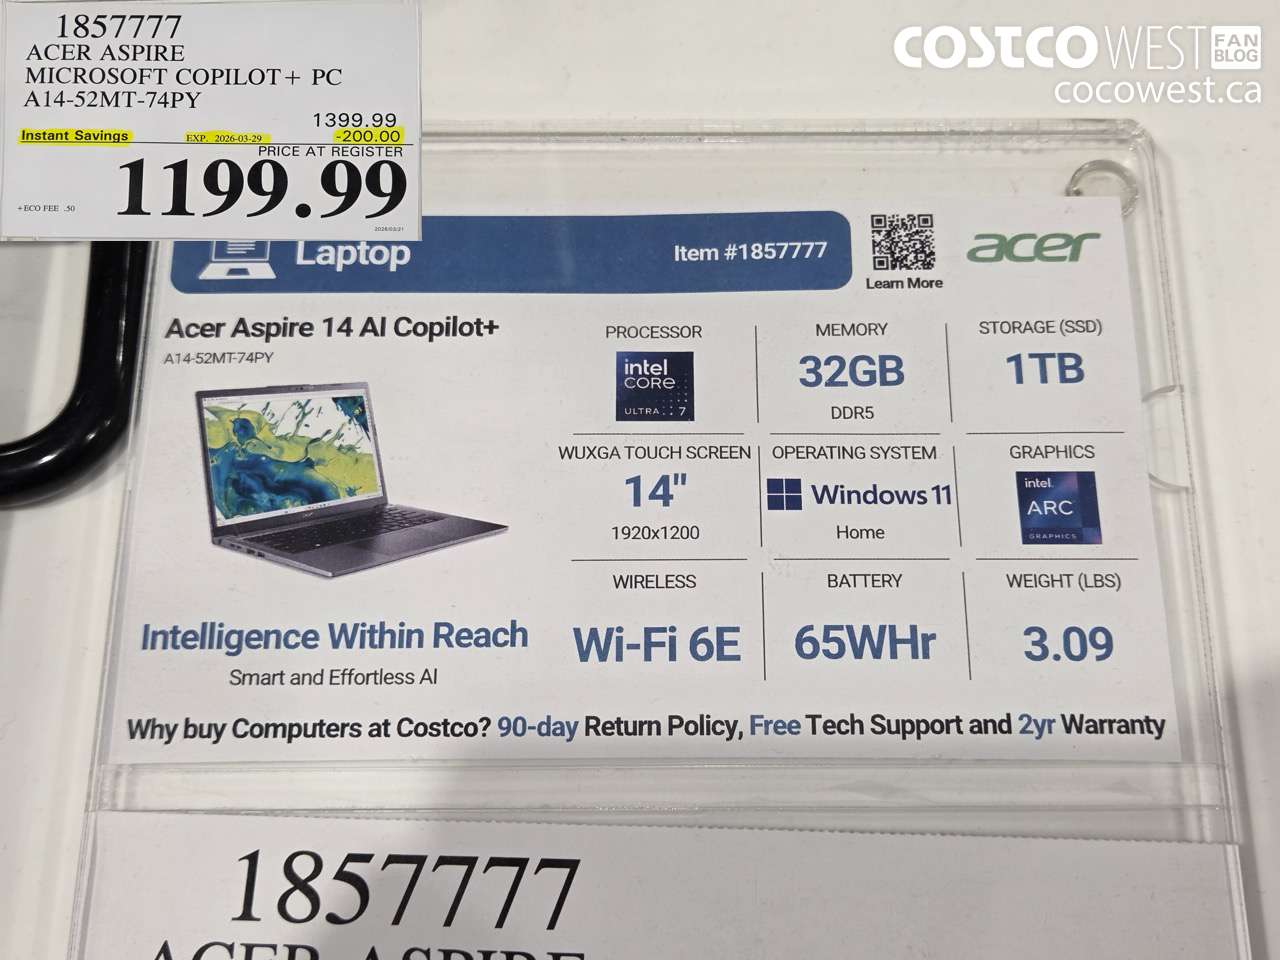 1857777
ACER ASPIRE
MICROSOFT COPILOT+ PC
A14-52MT-74PY
1399.99
Instant Savings EXP. 2026-03-29 -200.00
PRICE AT REGISTER
+ECO FEE .50 1199.99
2026/03/21
COSTCO WEST FAN BLOG
cocowest.ca
Laptop
Item #1857777
Learn More
acer
Acer Aspire 14 AI Copilot+
A14-52MT-74PY
PROCESSOR
intel
CORE
ULTRA 7
MEMORY
32GB
DDR5
STORAGE (SSD)
1TB
WUXGA TOUCH SCREEN
14"
1920x1200
OPERATING SYSTEM
Windows 11
Home
GRAPHICS
intel
ARC
GRAPHICS
WIRELESS
Wi-Fi 6E
BATTERY
65WHr
WEIGHT (LBS)
3.09
Intelligence Within Reach
Smart and Effortless AI
Why buy Computers at Costco? 90-day Return Policy, Free Tech Support and 2yr Warranty
1857777
ACER ASPIRE